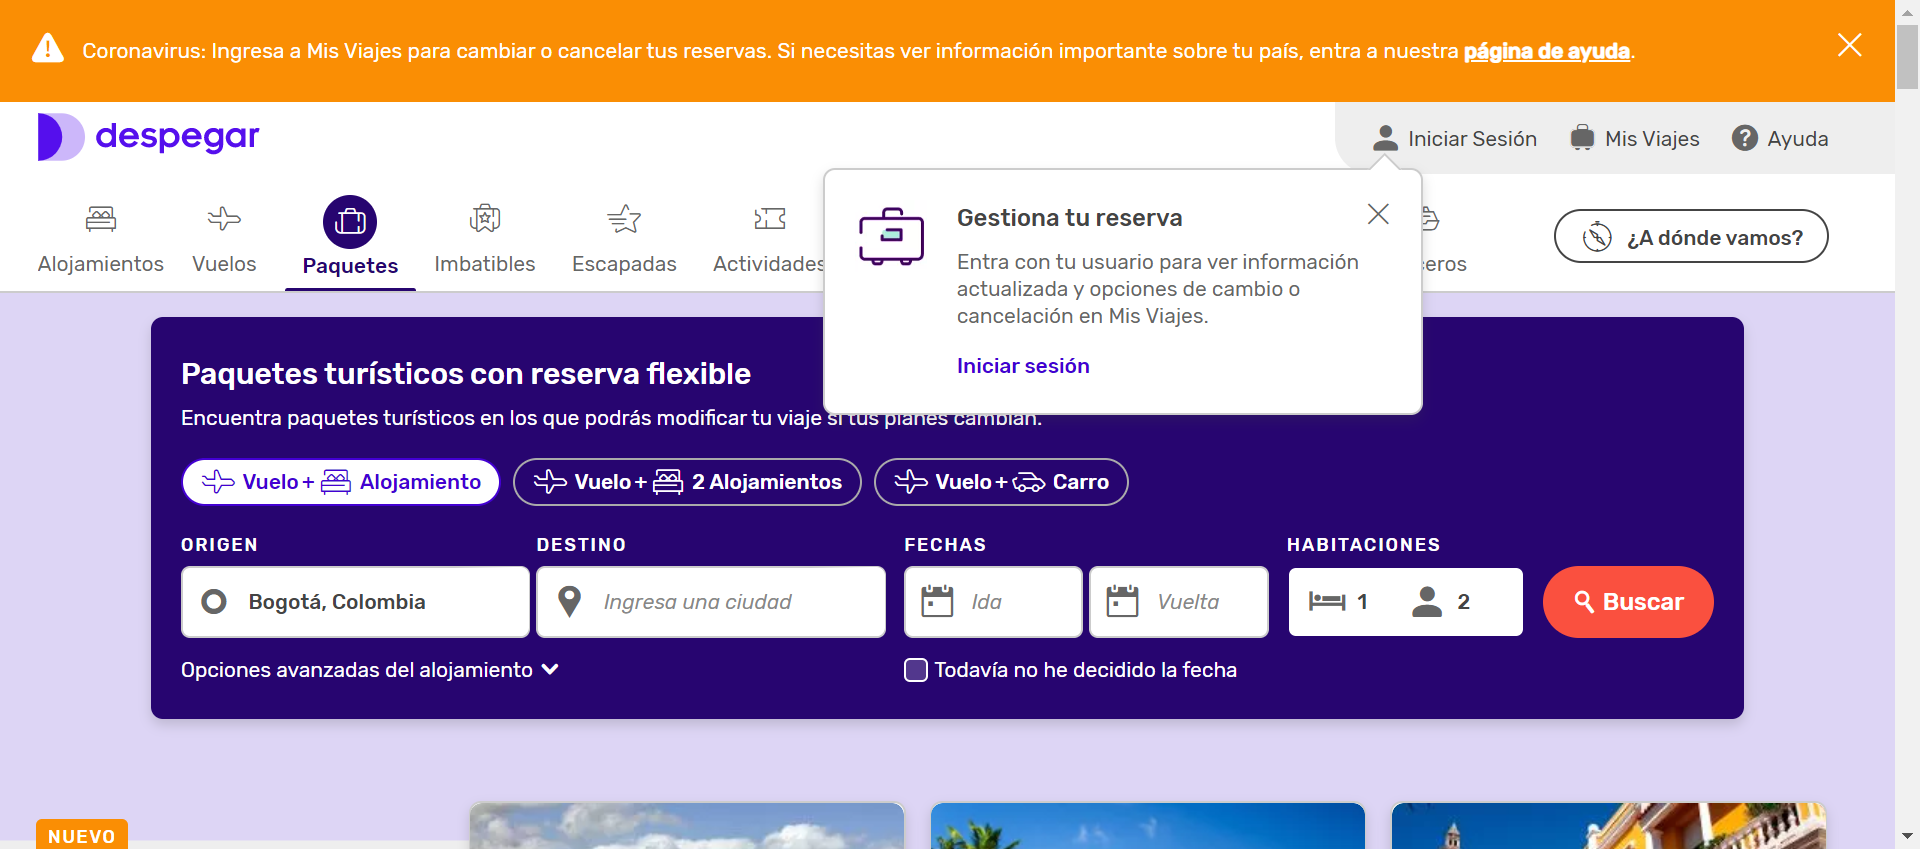 Coronavirus: Ingresa a Mis Viajes para cambiar o cancelar tus reservas. Si necesitas ver información importante sobre tu país, entra a nuestra página de ayuda.
despegar
Iniciar Sesión
Mis Viajes
Ayuda
Alojamientos
Vuelos
Paquetes
Imbatibles
Escapadas
Actividades
ceros
¿A dónde vamos?
Gestiona tu reserva
Entra con tu usuario para ver información
actualizada y opciones de cambio o
cancelación en Mis Viajes.
Iniciar sesión
Paquetes turísticos con reserva flexible
Encuentra paquetes turísticos en los que podrás modificar tu viaje si tus planes cambian.
Vuelo + Alojamiento
Vuelo + 2 Alojamientos
Vuelo + Carro
ORIGEN
DESTINO
FECHAS
HABITACIONES
Bogotá, Colombia
Ingresa una ciudad
Ida
Vuelta
1
2
Buscar
Opciones avanzadas del alojamiento
Todavía no he decidido la fecha
NUEVO